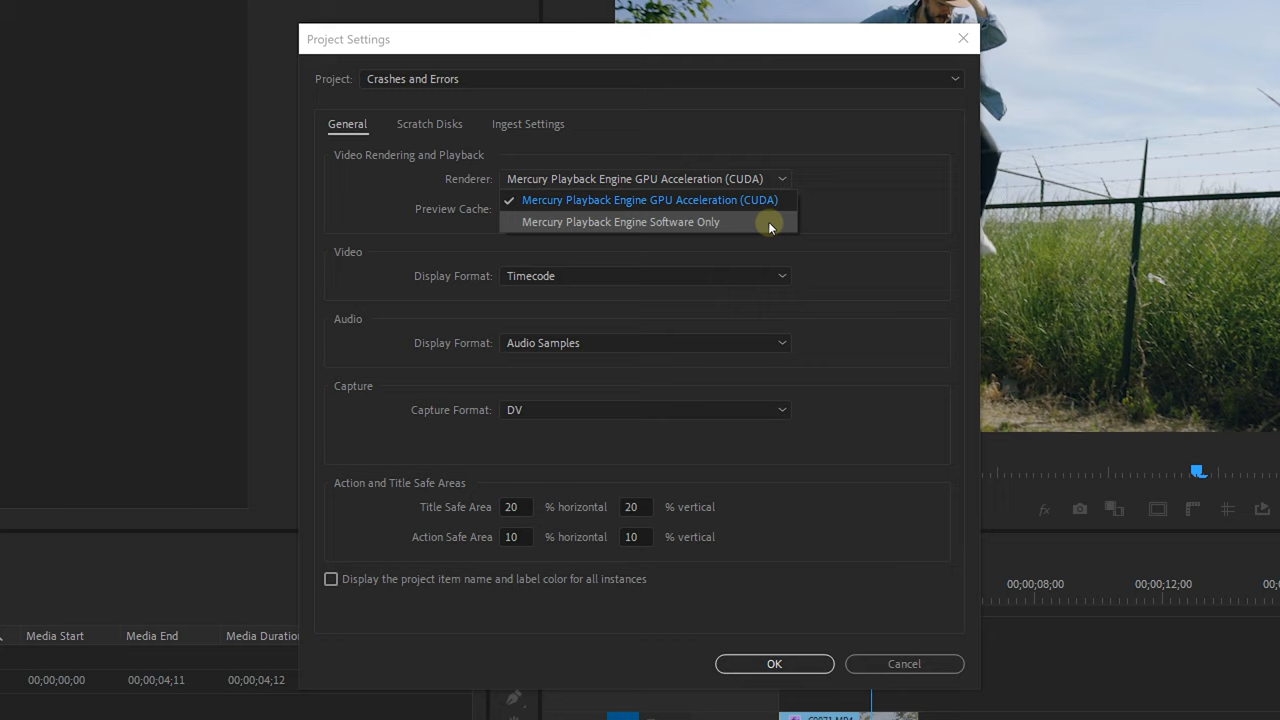 Project Settings
Project: Crashes and Errors
General Scratch Disks Ingest Settings
Video Rendering and Playback
Renderer: Mercury Playback Engine GPU Acceleration (CUDA)
Mercury Playback Engine GPU Acceleration (CUDA)
Preview Cache:
Mercury Playback Engine Software Only
Video
Display Format: Timecode
Audio
Display Format: Audio Samples
Capture
Capture Format: DV
Action and Title Safe Areas
Title Safe Area 20 % horizontal 20 % vertical
Action Safe Area 10 % horizontal 10 % vertical
Display the project item name and label color for all instances
OK Cancel
fx
00;00;08;00 00;00;12;00
Media Start Media End Media Duration
00;00;00;00 00;00;04;11 00;00;04;12
C0071.MP4